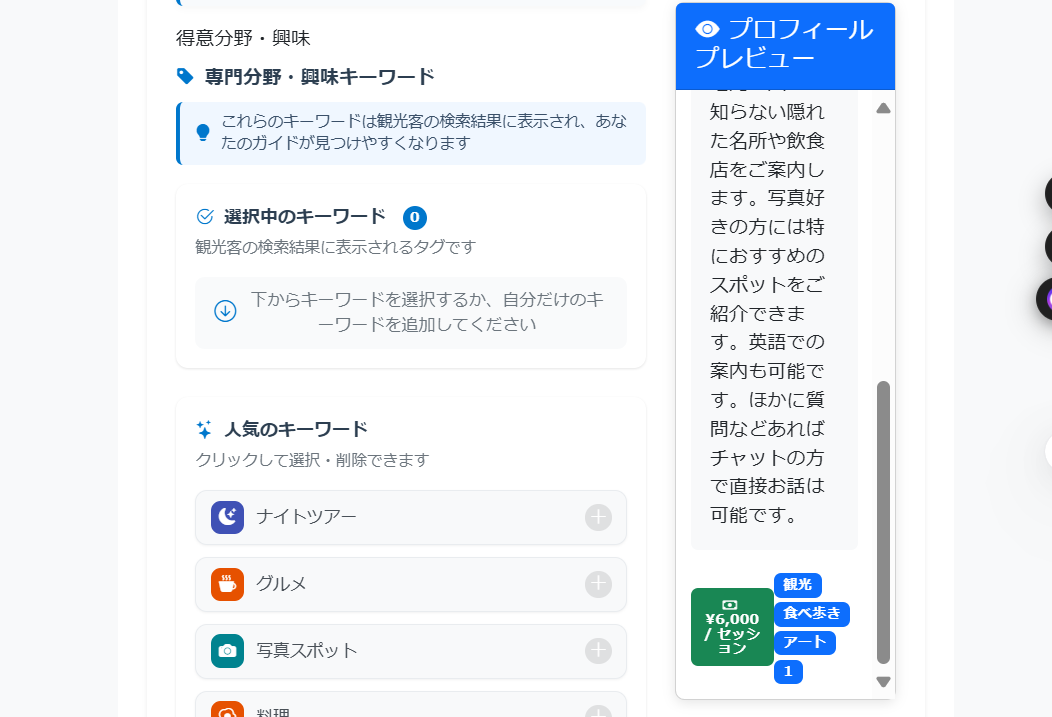 得意分野・興味
専門分野・興味キーワード
これらのキーワードは観光客の検索結果に表示され、あな
たのガイドが見つけやすくなります
選択中のキーワード 0
観光客の検索結果に表示されるタグです
下からキーワードを選択するか、自分だけのキ
ーワードを追加してください
人気のキーワード
クリックして選択・削除できます
ナイトツアー
グルメ
写真スポット
料理
プロフィール
プレビュー
知らない隠れ
た名所や飲食
店をご案内し
ます。写真好
きの方には特
におすすめの
スポットをご
紹介できま
す。英語での
案内も可能で
す。ほかに質
問などあれば
チャットの方
で直接お話は
可能です。
¥6,000
/ セッシ
ョン
観光
食べ歩き
アート
1